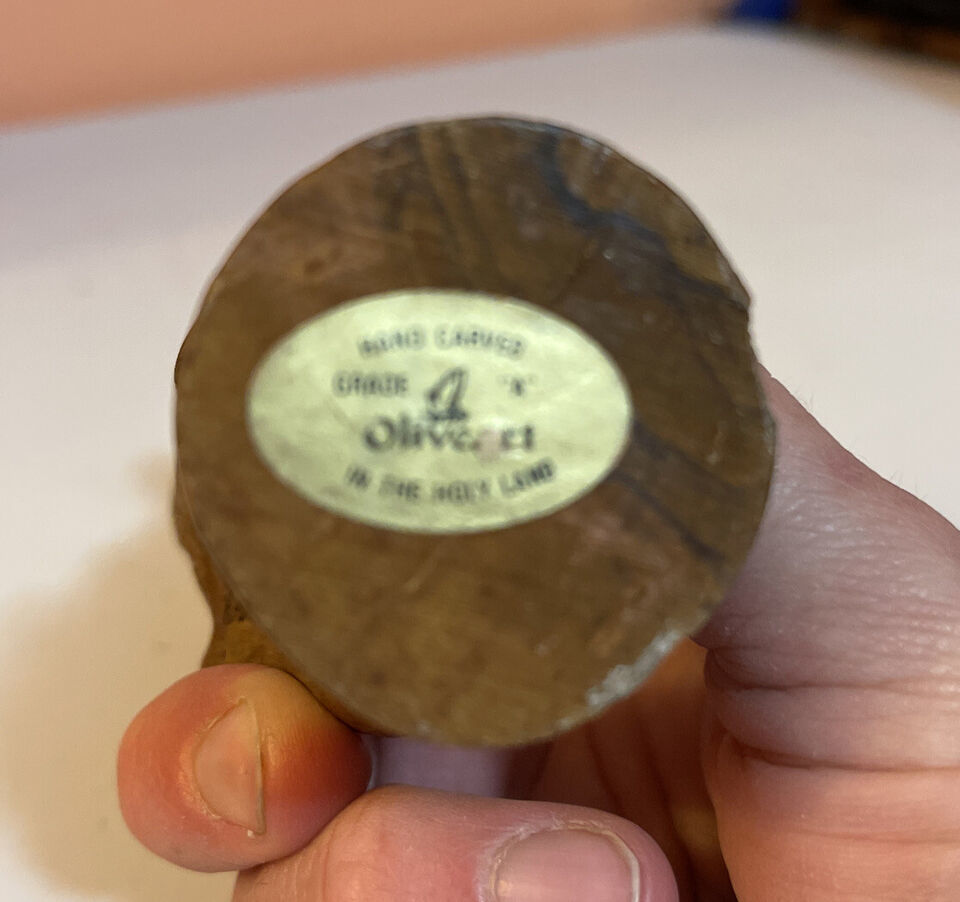 HAND CARVED
GRADE "A"
IN THE HOLY LAND